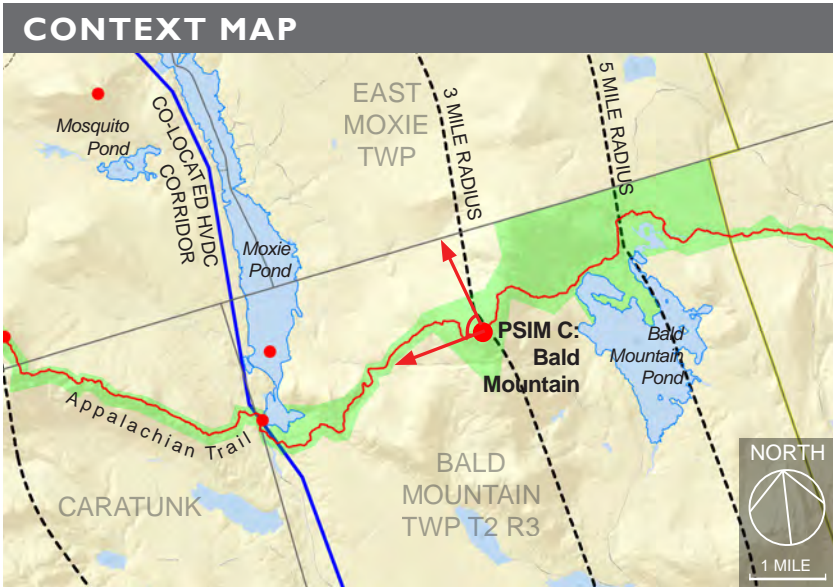 CONTEXT MAP
EAST
MOXIE
TWP
3 MILE RADIUS
5 MILE RADIUS
Mosquito
Pond
CO-LOCATED HVDC
CORRIDOR
Moxie
Pond
PSIM C:
Bald
Mountain
Bald
Mountain
Pond
Appalachian Trail
CARATUNK
BALD
MOUNTAIN
TWP T2 R3
NORTH
1 MILE